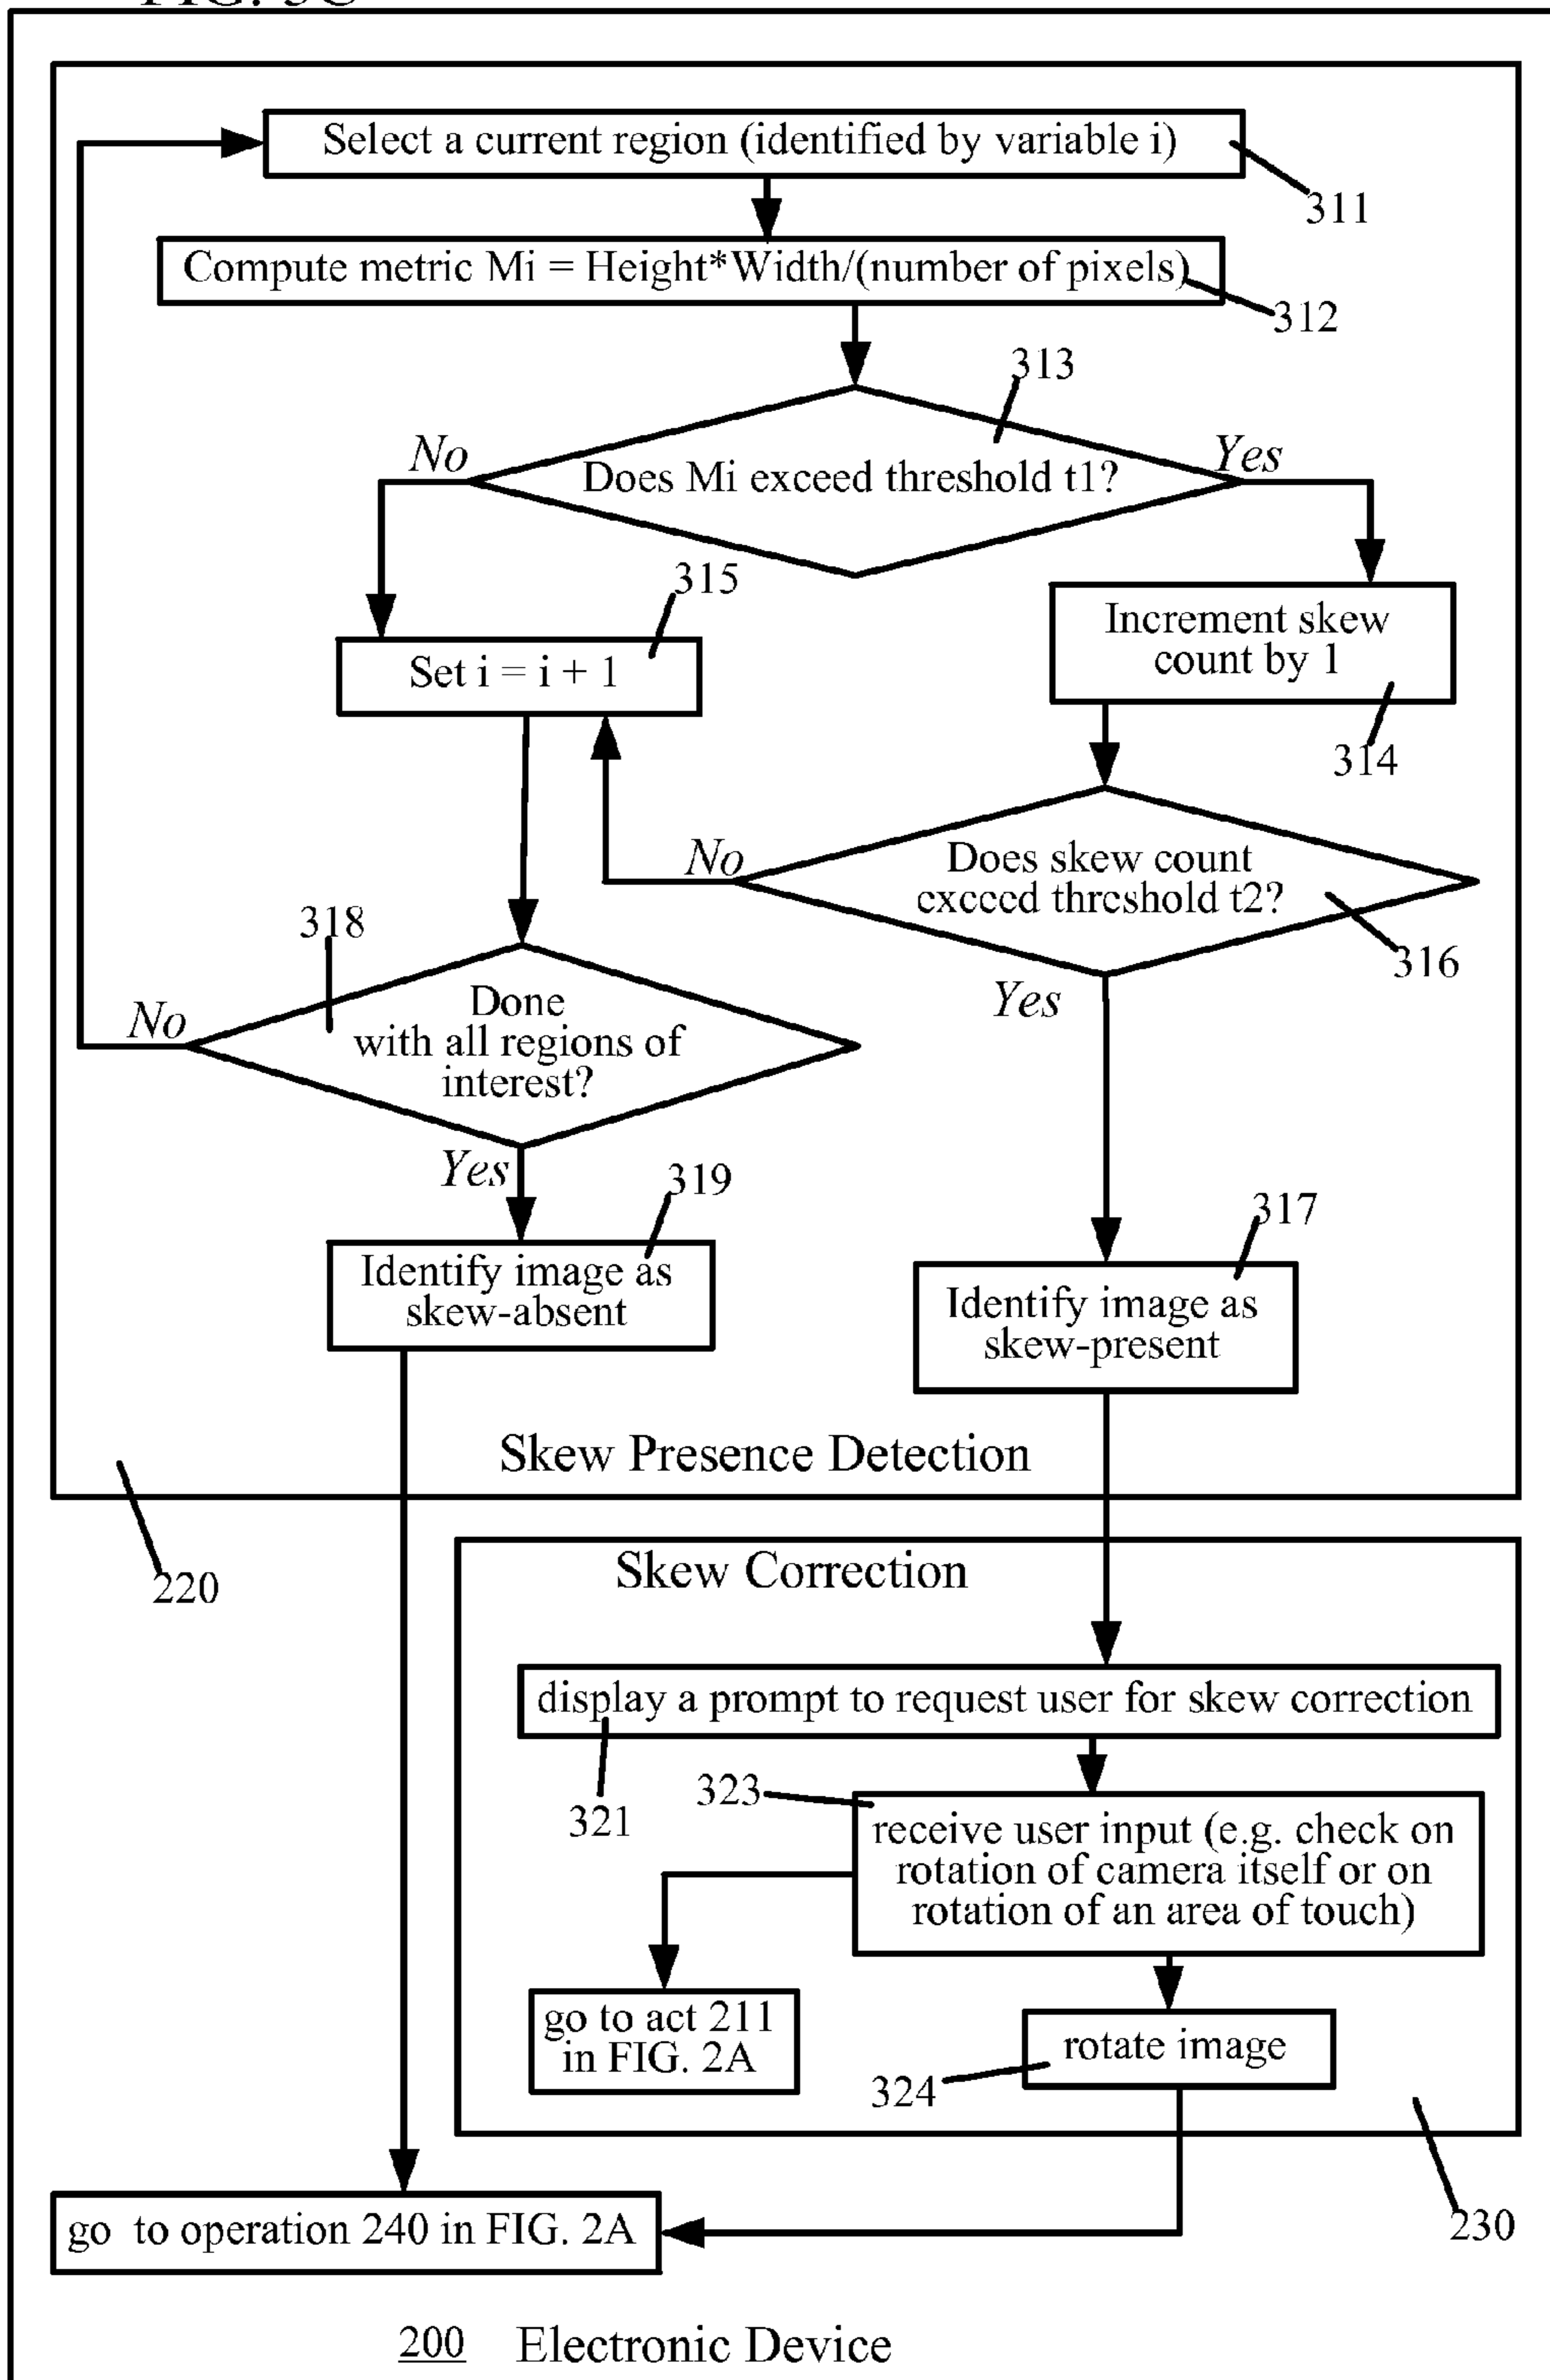 FIG. 3C
Select a current region (identified by variable i)
311
Compute metric Mi = Height*Width/(number of pixels)
312
313
No
Does Mi exceed threshold t1?
Yes
315
Set i = i + 1
Increment skew
count by 1
314
No
Does skew count
exceed threshold t2?
316
318
No
Done
with all regions of
interest?
Yes
Yes
319
317
Identify image as
skew-absent
Identify image as
skew-present
Skew Presence Detection
220
Skew Correction
display a prompt to request user for skew correction
321
323
receive user input (e.g. check on
rotation of camera itself or on
rotation of an area of touch)
go to act 211
in FIG. 2A
rotate image
324
230
go to operation 240 in FIG. 2A
200 Electronic Device